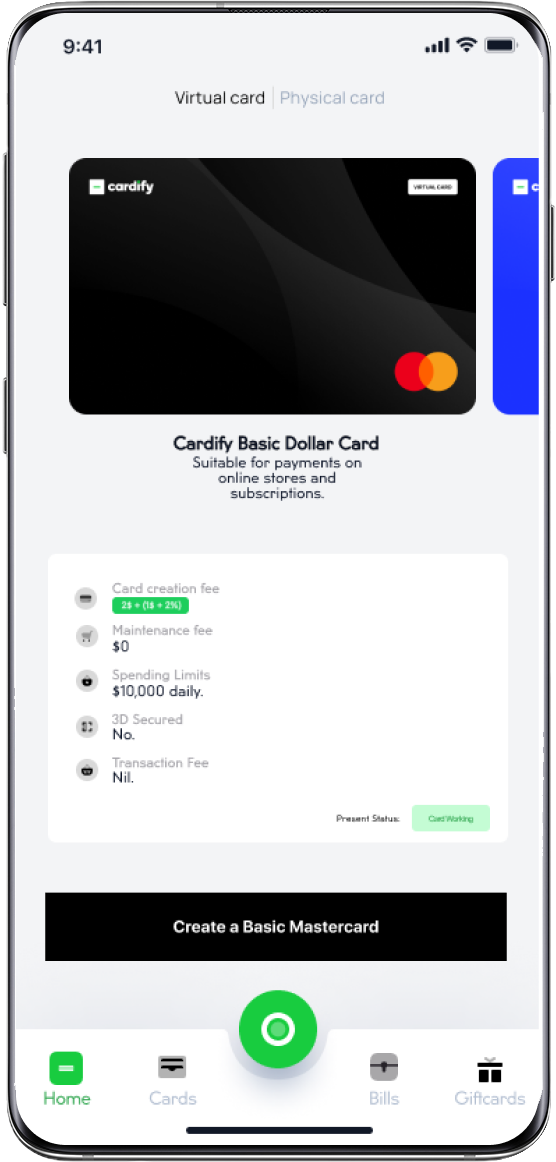 9:41
Virtual card
Physical card
cardify
VIRTUAL CARD
c
Cardify Basic Dollar Card
Suitable for payments on
online stores and
subscriptions.
Card creation fee
2$ + (1$ + 2%)
Maintenance fee
$0
Spending Limits
$10,000 daily.
3D Secured
No.
Transaction Fee
Nil.
Present Status:
Card Working
Create a Basic Mastercard
Home
Cards
Bills
Giftcards